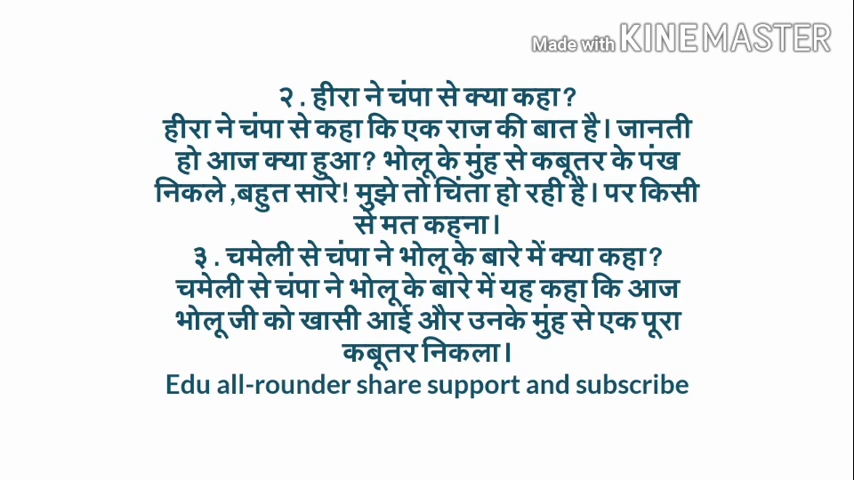 Made with KINEMASTER
२ . हीरा ने चंपा से क्या कहा?
हीरा ने चंपा से कहा कि एक राज की बात है। जानती
हो आज क्या हुआ? भोलू के मुंह से कबूतर के पंख
निकले ,बहुत सारे! मुझे तो चिंता हो रही है। पर किसी
से मत कहना।
३ . चमेली से चंपा ने भोलू के बारे में क्या कहा?
चमेली से चंपा ने भोलू के बारे में यह कहा कि आज
भोलू जी को खासी आई और उनके मुंह से एक पूरा
कबूतर निकला।
Edu all-rounder share support and subscribe